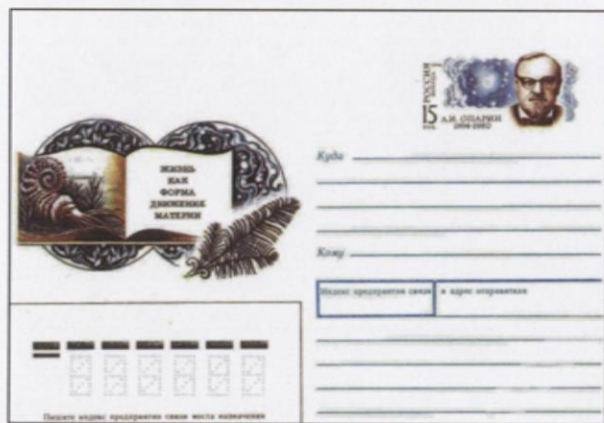 РОССИЯ
15
А.И. ОПАРИН
1894-1980
ЖИЗНЬ
КАК
ФОРМА
ДВИЖЕНИЕ
МАТЕРИИ
Куда
Кому
Индекс предприятия связи и адрес отправителя
Пишите индекс предприятия связи места назначения